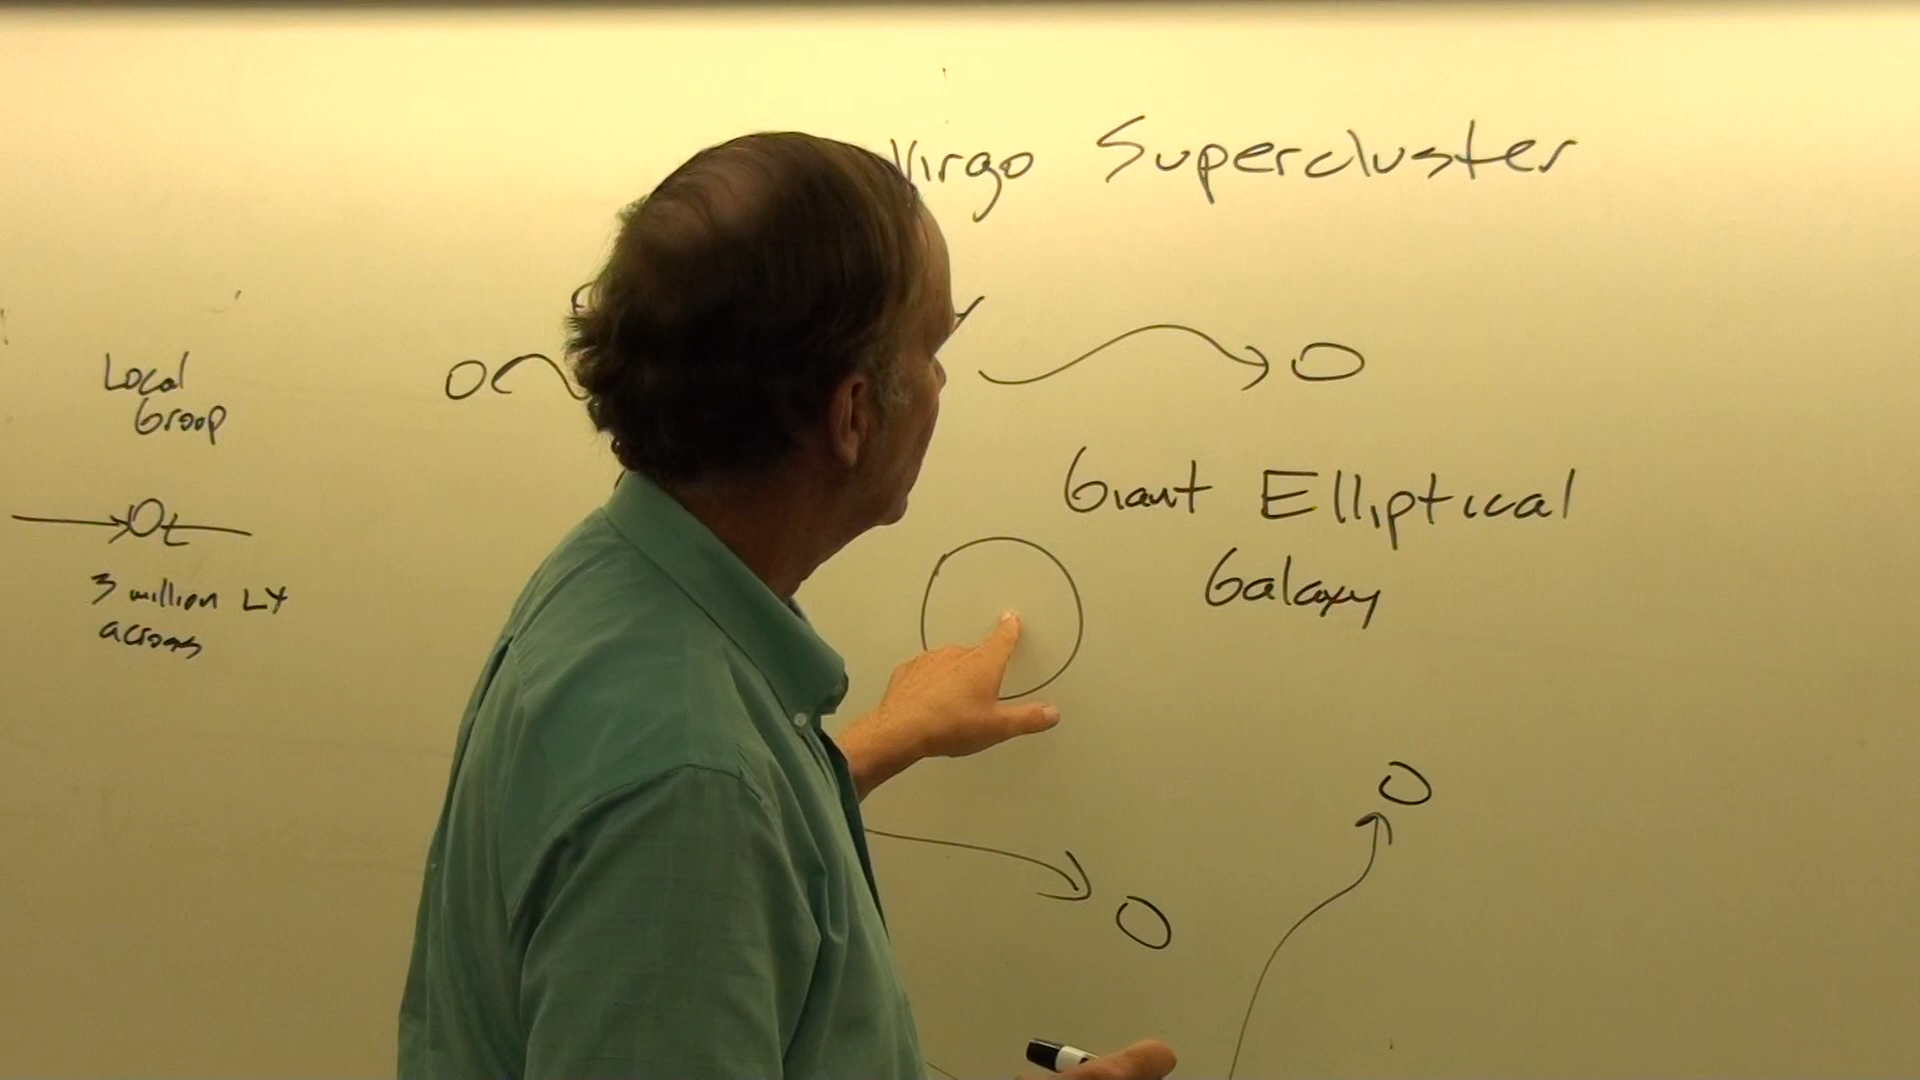 Virgo Supercluster
Local
Group
3 million LY
across
Giant Elliptical
Galaxy